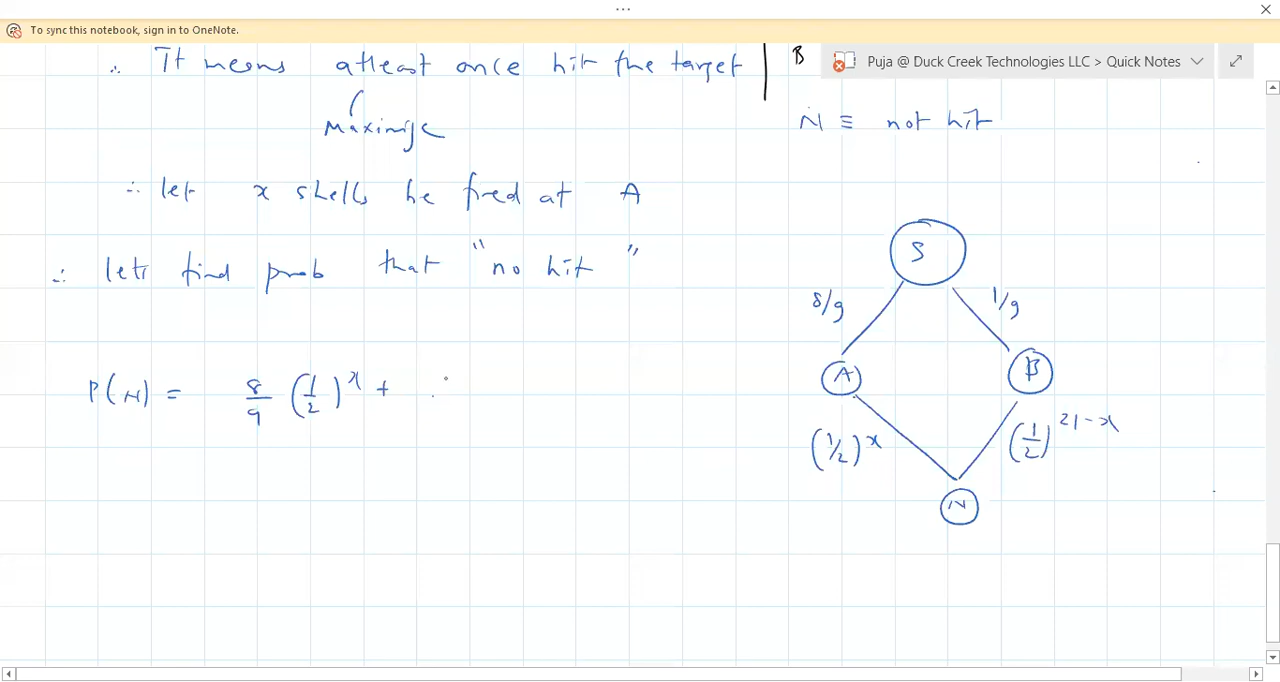 ...
To sync this notebook, sign in to OneNote.
∴ It means atleast once hit the target
B
Puja @ Duck Creek Technologies LLC > Quick Notes
Maximize
N ≡ not hit
∴ let x shells be fired at A
∴ lets find prob that "no hit"
S
8/9
1/9
A
B
P(N) = 8/9 (1/2)^x +
(1/2)^x
(1/2)^21-x
N